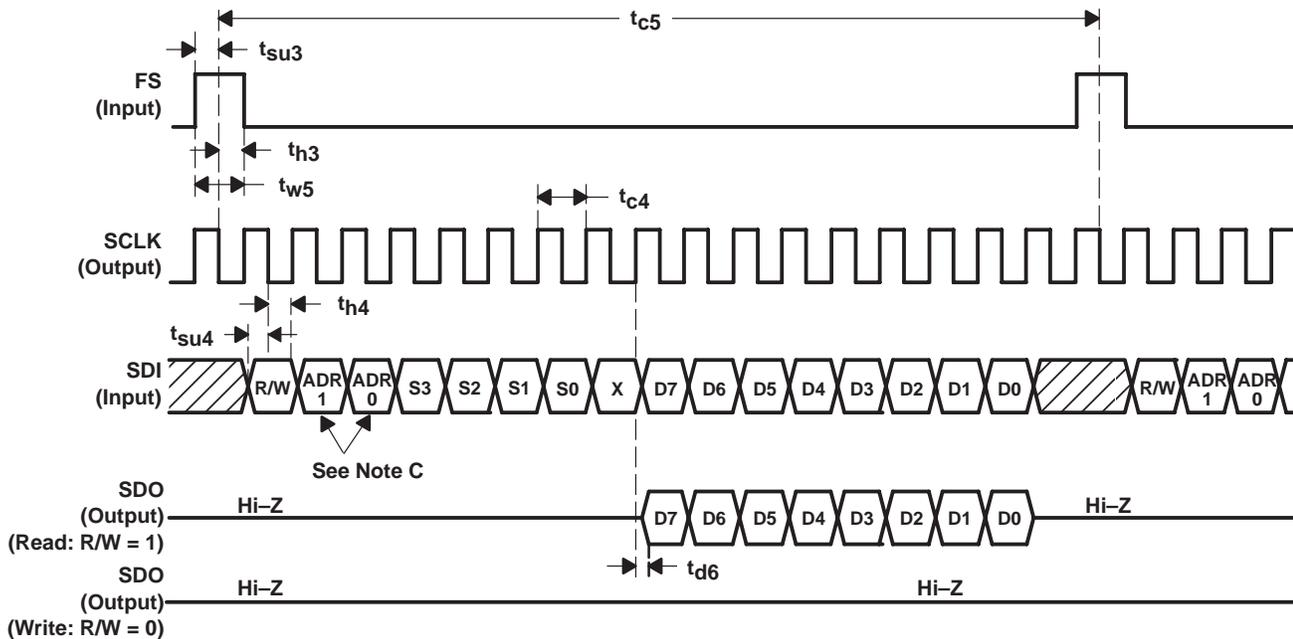 tc5
tsu3
FS
(Input)
th3
tw5
tc4
SCLK
(Output)
th4
tsu4
SDI
(Input)
R/W ADR 1 ADR 0 S3 S2 S1 S0 X D7 D6 D5 D4 D3 D2 D1 D0 R/W ADR 1 ADR 0
See Note C
SDO
(Output)
(Read: R/W = 1)
Hi–Z D7 D6 D5 D4 D3 D2 D1 D0 Hi–Z
td6
SDO
(Output)
(Write: R/W = 0)
Hi–Z Hi–Z